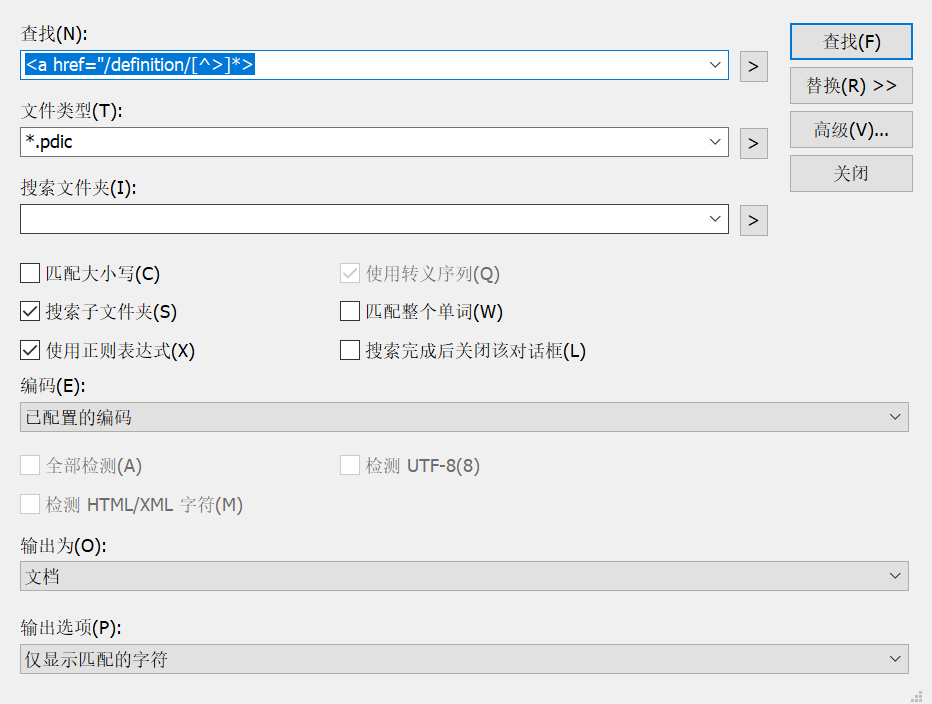 查找(N):
<a href="/definition/[^>]*>
>
查找(F)
替换(R) >>
文件类型(T):
*.pdic
>
高级(V)...
关闭
搜索文件夹(I):
>
匹配大小写(C)
使用转义序列(Q)
搜索子文件夹(S)
匹配整个单词(W)
使用正则表达式(X)
搜索完成后关闭该对话框(L)
编码(E):
已配置的编码
全部检测(A)
检测 UTF-8(8)
检测 HTML/XML 字符(M)
输出为(O):
文档
输出选项(P):
仅显示匹配的字符